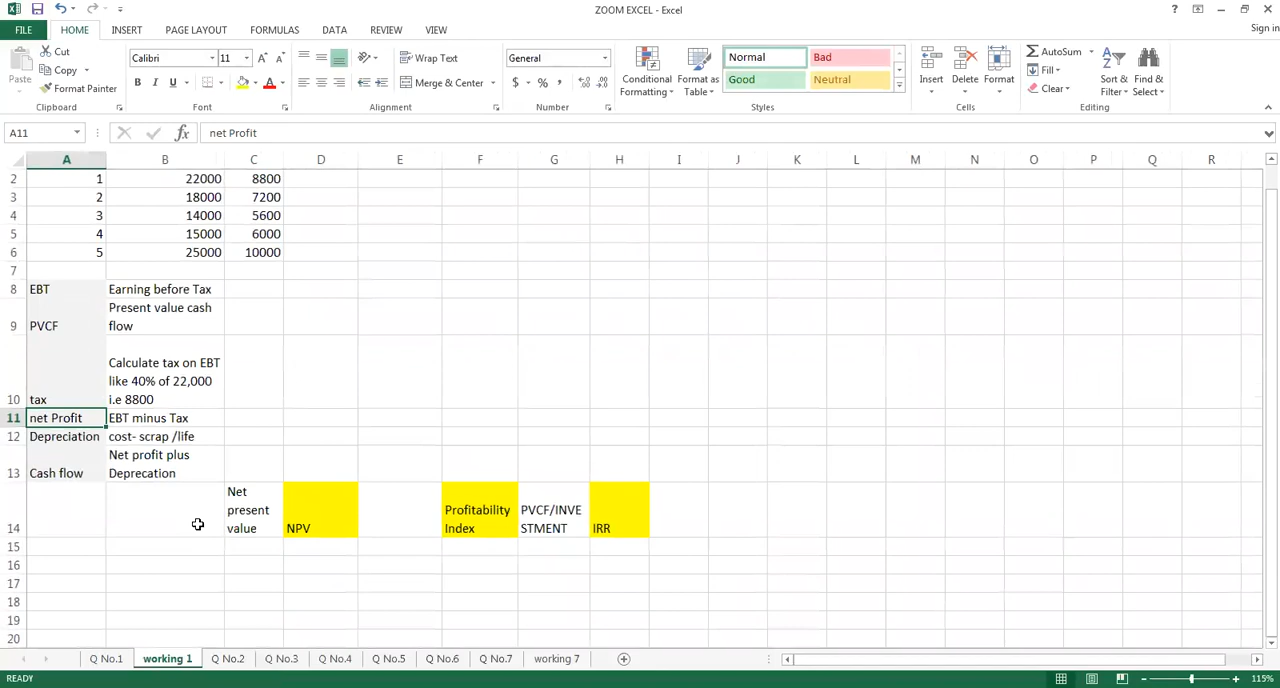 ZOOM EXCEL - Excel
?
FILE
HOME
INSERT
PAGE LAYOUT
FORMULAS
DATA
REVIEW
VIEW
Sign in
Paste
Cut
Copy
Format Painter
Clipboard
Calibri
11
B I U
Font
Wrap Text
Merge & Center
Alignment
General
$ % ,
Number
Conditional
Formatting
Format as
Table
Normal
Bad
Good
Neutral
Styles
Insert
Delete
Format
Cells
AutoSum
Fill
Clear
Sort &
Filter
Find &
Select
Editing
A11
fx
net Profit
A B C D E F G H I J K L M N O P Q R
2 1 22000 8800
3 2 18000 7200
4 3 14000 5600
5 4 15000 6000
6 5 25000 10000
7
8 EBT Earning before Tax
Present value cash
9 PVCF flow
Calculate tax on EBT
like 40% of 22,000
10 tax i.e 8800
11 net Profit EBT minus Tax
12 Depreciation cost- scrap /life
Net profit plus
13 Cash flow Deprecation
Net
present
value
NPV
Profitability
Index
PVCF/INVE
STMENT
IRR
14
15
16
17
18
19
20
Q No.1
working 1
Q No.2
Q No.3
Q No.4
Q No.5
Q No.6
Q No.7
working 7
READY
115%